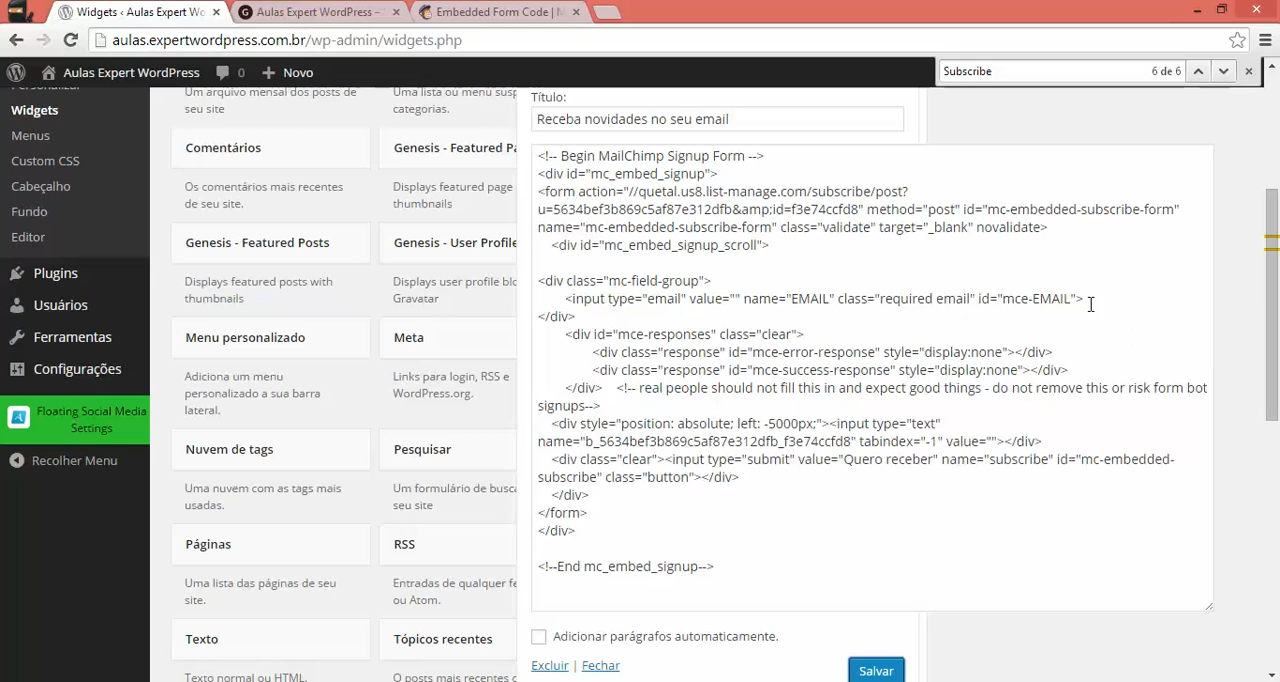 Widgets ‹ Aulas Expert Wo
Aulas Expert WordPress –
Embedded Form Code | M
aulas.expertwordpress.com.br/wp-admin/widgets.php
Aulas Expert WordPress
0
Novo
Subscribe
6 de 6
Personalizar
Widgets
Menus
Custom CSS
Cabeçalho
Fundo
Editor
Plugins
Usuários
Ferramentas
Configurações
Floating Social Media
Settings
Recolher Menu
Um arquivo mensal dos posts de
seu site
Comentários
Os comentários mais recentes
de seu site.
Genesis - Featured Posts
Displays featured posts with
thumbnails
Menu personalizado
Adiciona um menu
personalizado a sua barra
lateral.
Nuvem de tags
Uma nuvem com as tags mais
usadas.
Páginas
Uma lista das páginas de seu
site.
Texto
Texto normal ou HTML.
Uma lista ou menu
categorias.
Genesis - Featured Pa
Displays featured page
thumbnails
Genesis - User Profile
Displays user profile blo
Gravatar
Meta
Links para login, RSS e
WordPress.org.
Pesquisar
Um formulário de busca
seu site
RSS
Entradas de qualquer fe
ou Atom.
Tópicos recentes
O posts mais recentes d
Título:
Receba novidades no seu email
<!-- Begin MailChimp Signup Form -->
<div id="mc_embed_signup">
<form action="//quetal.us8.list-manage.com/subscribe/post?
u=5634bef3b869c5af87e312dfb&amp;id=f3e74ccfd8" method="post" id="mc-embedded-subscribe-form"
name="mc-embedded-subscribe-form" class="validate" target="_blank" novalidate>
<div id="mc_embed_signup_scroll">
<div class="mc-field-group">
<input type="email" value="" name="EMAIL" class="required email" id="mce-EMAIL">
</div>
<div id="mce-responses" class="clear">
<div class="response" id="mce-error-response" style="display:none"></div>
<div class="response" id="mce-success-response" style="display:none"></div>
</div> <!-- real people should not fill this in and expect good things - do not remove this or risk form bot
signups-->
<div style="position: absolute; left: -5000px;"><input type="text"
name="b_5634bef3b869c5af87e312dfb_f3e74ccfd8" tabindex="-1" value=""></div>
<div class="clear"><input type="submit" value="Quero receber" name="subscribe" id="mc-embedded-
subscribe" class="button"></div>
</div>
</form>
</div>
<!--End mc_embed_signup-->
Adicionar parágrafos automaticamente.
Excluir | Fechar
Salvar